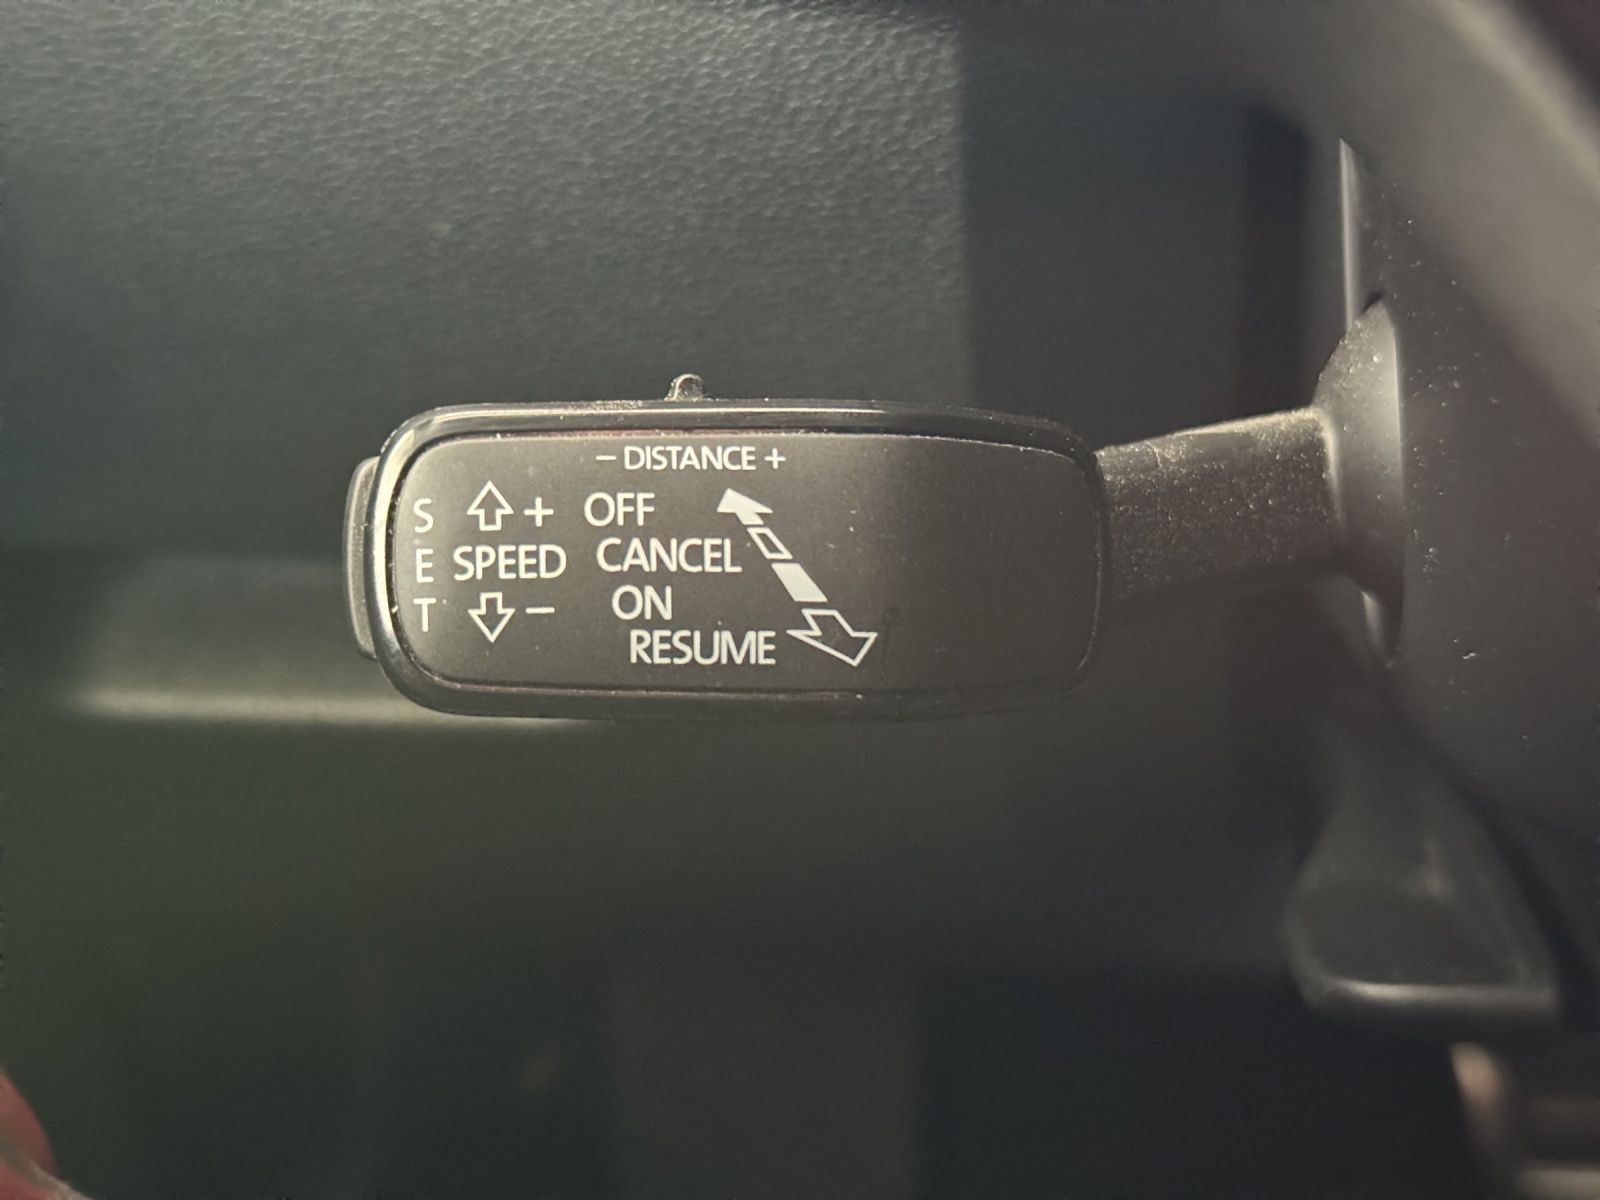 − DISTANCE +
S + OFF
E SPEED CANCEL
T − ON
RESUME